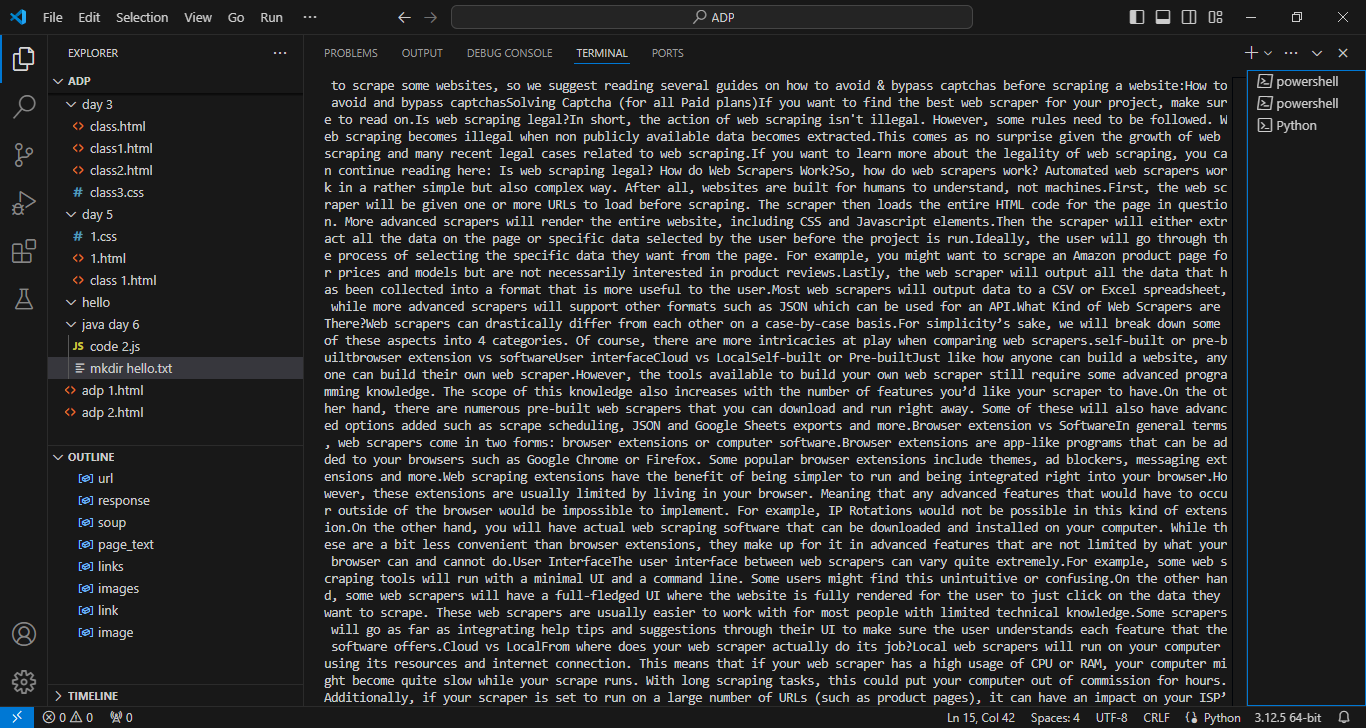 File Edit Selection View Go Run ··· ADP
EXPLORER ···
ADP
day 3
class.html
class1.html
class2.html
# class3.css
day 5
# 1.css
1.html
class 1.html
hello
java day 6
JS code 2.js
mkdir hello.txt
adp 1.html
adp 2.html
OUTLINE
url
response
soup
page_text
links
images
link
image
TIMELINE
PROBLEMS OUTPUT DEBUG CONSOLE TERMINAL PORTS
to scrape some websites, so we suggest reading several guides on how to avoid & bypass captchas before scraping a website:How to
avoid and bypass captchasSolving Captcha (for all Paid plans)If you want to find the best web scraper for your project, make sur
e to read on.Is web scraping legal?In short, the action of web scraping isn't illegal. However, some rules need to be followed. W
eb scraping becomes illegal when non publicly available data becomes extracted.This comes as no surprise given the growth of web
scraping and many recent legal cases related to web scraping.If you want to learn more about the legality of web scraping, you ca
n continue reading here: Is web scraping legal? How do Web Scrapers Work?So, how do web scrapers work? Automated web scrapers wor
k in a rather simple but also complex way. After all, websites are built for humans to understand, not machines.First, the web sc
raper will be given one or more URLs to load before scraping. The scraper then loads the entire HTML code for the page in questio
n. More advanced scrapers will render the entire website, including CSS and Javascript elements.Then the scraper will either extr
act all the data on the page or specific data selected by the user before the project is run.Ideally, the user will go through th
e process of selecting the specific data they want from the page. For example, you might want to scrape an Amazon product page fo
r prices and models but are not necessarily interested in product reviews.Lastly, the web scraper will output all the data that h
as been collected into a format that is more useful to the user.Most web scrapers will output data to a CSV or Excel spreadsheet,
while more advanced scrapers will support other formats such as JSON which can be used for an API.What Kind of Web Scrapers are
There?Web scrapers can drastically differ from each other on a case-by-case basis.For simplicity’s sake, we will break down some
of these aspects into 4 categories. Of course, there are more intricacies at play when comparing web scrapers.self-built or pre-b
uiltbrowser extension vs softwareUser interfaceCloud vs LocalSelf-built or Pre-builtJust like how anyone can build a website, any
one can build their own web scraper.However, the tools available to build your own web scraper still require some advanced progra
mming knowledge. The scope of this knowledge also increases with the number of features you’d like your scraper to have.On the ot
her hand, there are numerous pre-built web scrapers that you can download and run right away. Some of these will also have advanc
ed options added such as scrape scheduling, JSON and Google Sheets exports and more.Browser extension vs SoftwareIn general terms
, web scrapers come in two forms: browser extensions or computer software.Browser extensions are app-like programs that can be ad
ded to your browsers such as Google Chrome or Firefox. Some popular browser extensions include themes, ad blockers, messaging ext
ensions and more.Web scraping extensions have the benefit of being simpler to run and being integrated right into your browser.Ho
wever, these extensions are usually limited by living in your browser. Meaning that any advanced features that would have to occu
r outside of the browser would be impossible to implement. For example, IP Rotations would not be possible in this kind of extens
ion.On the other hand, you will have actual web scraping software that can be downloaded and installed on your computer. While th
ese are a bit less convenient than browser extensions, they make up for it in advanced features that are not limited by what your
browser can and cannot do.User InterfaceThe user interface between web scrapers can vary quite extremely.For example, some web s
craping tools will run with a minimal UI and a command line. Some users might find this unintuitive or confusing.On the other han
d, some web scrapers will have a full-fledged UI where the website is fully rendered for the user to just click on the data they
want to scrape. These web scrapers are usually easier to work with for most people with limited technical knowledge.Some scrapers
will go as far as integrating help tips and suggestions through their UI to make sure the user understands each feature that the
software offers.Cloud vs LocalFrom where does your web scraper actually do its job?Local web scrapers will run on your computer
using its resources and internet connection. This means that if your web scraper has a high usage of CPU or RAM, your computer mi
ght become quite slow while your scrape runs. With long scraping tasks, this could put your computer out of commission for hours.
Additionally, if your scraper is set to run on a large number of URLs (such as product pages), it can have an impact on your ISP’
powershell
powershell
Python
0 0 0 Ln 15, Col 42 Spaces: 4 UTF-8 CRLF Python 3.12.5 64-bit